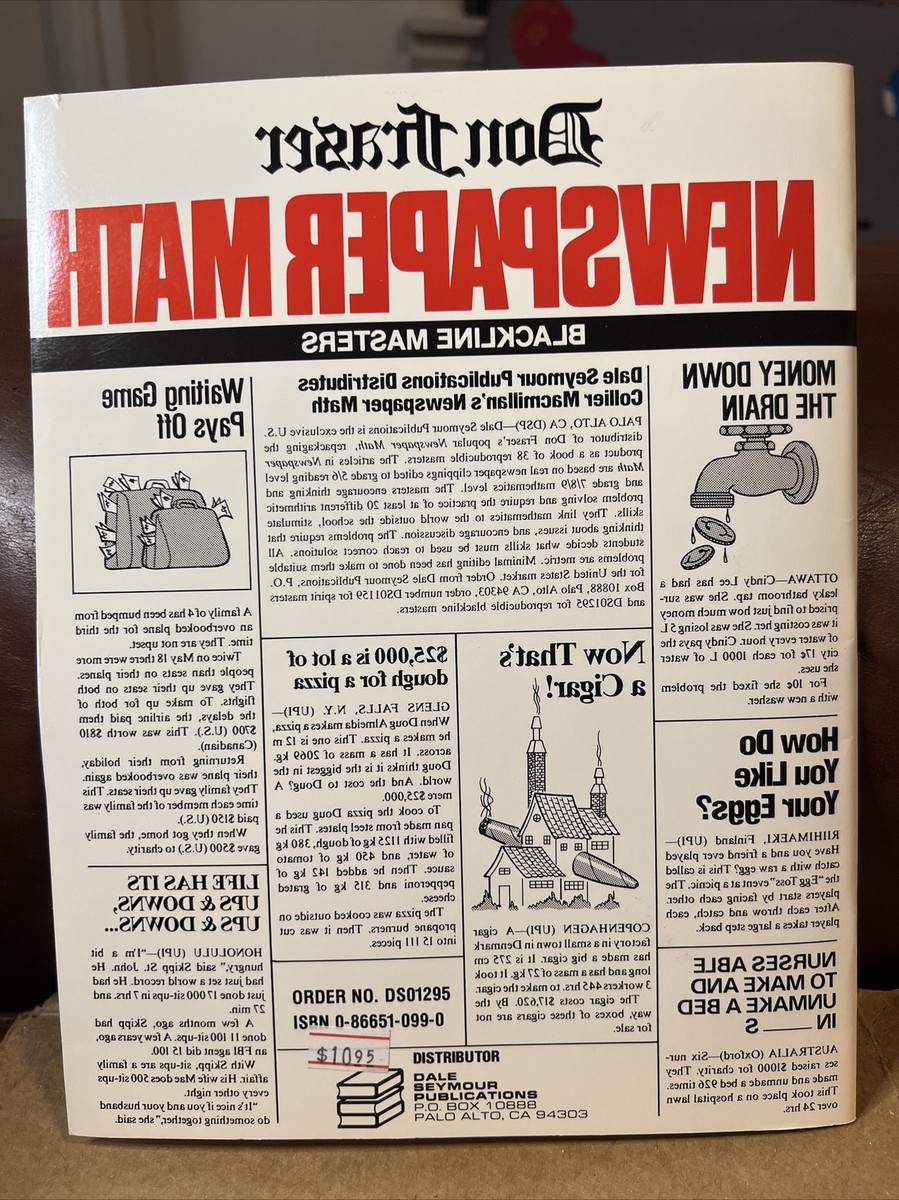 Don Fraser
NEWSPAPER MATH
BLACKLINE MASTERS
MONEY DOWN
THE DRAIN
OTTAWA—Cindy Lee has had a
leaky bathroom tap. She was sur-
prised to find just how much money
it was costing her. She was losing 5 L
of water every hour. Cindy pays the
city 17¢ for each 1000 L of water
she uses.
For 10¢ she fixed the problem
with a new washer.
How Do
You Like
Your Eggs?
RIIHIMAEKI, Finland (UPI)—
Have you and a friend ever played
catch with a raw egg? This is called
the "Egg Toss" event at a picnic. The
players start by facing each other.
After each throw and catch, each
player takes a large step back.
NURSES ABLE
TO MAKE AND
UNMAKE A BED
IN ____ S
AUSTRALIA (Oxford)—Six nur-
ses raised $1000 for charity. They
made and unmade a bed 926 times.
This took place on a hospital lawn
over 24 hrs.
Dale Seymour Publications Distributes
Collier Macmillan's Newspaper Math
PALO ALTO, CA (DSP)—Dale Seymour Publications is the exclusive U.S.
distributor of Don Fraser's popular Newspaper Math, repackaging the
product as a book of 38 reproducible masters. The articles in Newspaper
Math are based on real newspaper clippings edited to grade 5/6 reading level
and grade 7/8/9 mathematics level. The masters encourage thinking and
problem solving and require the practice of at least 20 different arithmetic
skills. They link mathematics to the world outside the school, stimulate
thinking about issues, and encourage discussion. The problems require that
students decide what skills must be used to reach correct solutions. All
problems are metric. Minimal editing has been done to make them suitable
for the United States market. Order from Dale Seymour Publications, P.O.
Box 10888, Palo Alto, CA 94303, order number DS01159 for spirit masters
and DS01295 for reproducible blackline masters.
Now That's
a Cigar!
COPENHAGEN (UPI)—A cigar
factory in a small town in Denmark
has made a big cigar. It is 275 cm
long and has a mass of 27 kg. It took
3 workers 445 hrs. to make the cigar.
The cigar costs $17,620. By the
way, boxes of these cigars are not
for sale.
$25,000 is a lot of
dough for a pizza
GLENS FALLS, N.Y. (UPI)—
When Doug Almeida makes a pizza,
he makes a pizza. This one is 12 m
across. It has a mass of 2069 kg.
Doug thinks it is the biggest in the
world. And the cost to Doug? A
mere $25,000.
To cook the pizza Doug used a
pan made from steel plates. This he
filled with 1125 kg of dough, 380 kg
of water, and 450 kg of tomato
sauce. Then he added 142 kg of
pepperoni and 315 kg of grated
cheese.
The pizza was cooked outside on
propane burners. Then it was cut
into 15 111 pieces.
Waiting Game
Pays Off
A family of 4 has been bumped from
an overbooked plane for the third
time. They are not upset.
Twice on May 18 there were more
people than seats on their planes.
They gave up their seats on both
flights. To make up for both of
the delays, the airline paid them
$700 (U.S.). This was worth $810
(Canadian).
Returning from their holiday,
their plane was overbooked again.
They family gave up their seats. This
time each member of the family was
paid $150 (U.S.).
When they got home, the family
gave $500 (U.S.) to charity.
LIFE HAS ITS
UPS & DOWNS,
UPS & DOWNS...
HONOLULU (UPI)—"I'm a bit
hungry," said Skipp St. John. He
had just set a world record. He had
just done 17 000 sit-ups in 7 hrs. and
27 min.
A few months ago, Skipp had
done 11 100 sit-ups. A few years ago,
an FBI agent did 15 100.
With Skipp, sit-ups are a family
affair. His wife Mae does 500 sit-ups
every other night.
"It's nice if you and your husband
do something together," she said.
ORDER NO. DS01295
ISBN 0-86651-099-0
$10.95
DISTRIBUTOR
DALE
SEYMOUR
PUBLICATIONS
P.O. BOX 10888
PALO ALTO, CA 94303